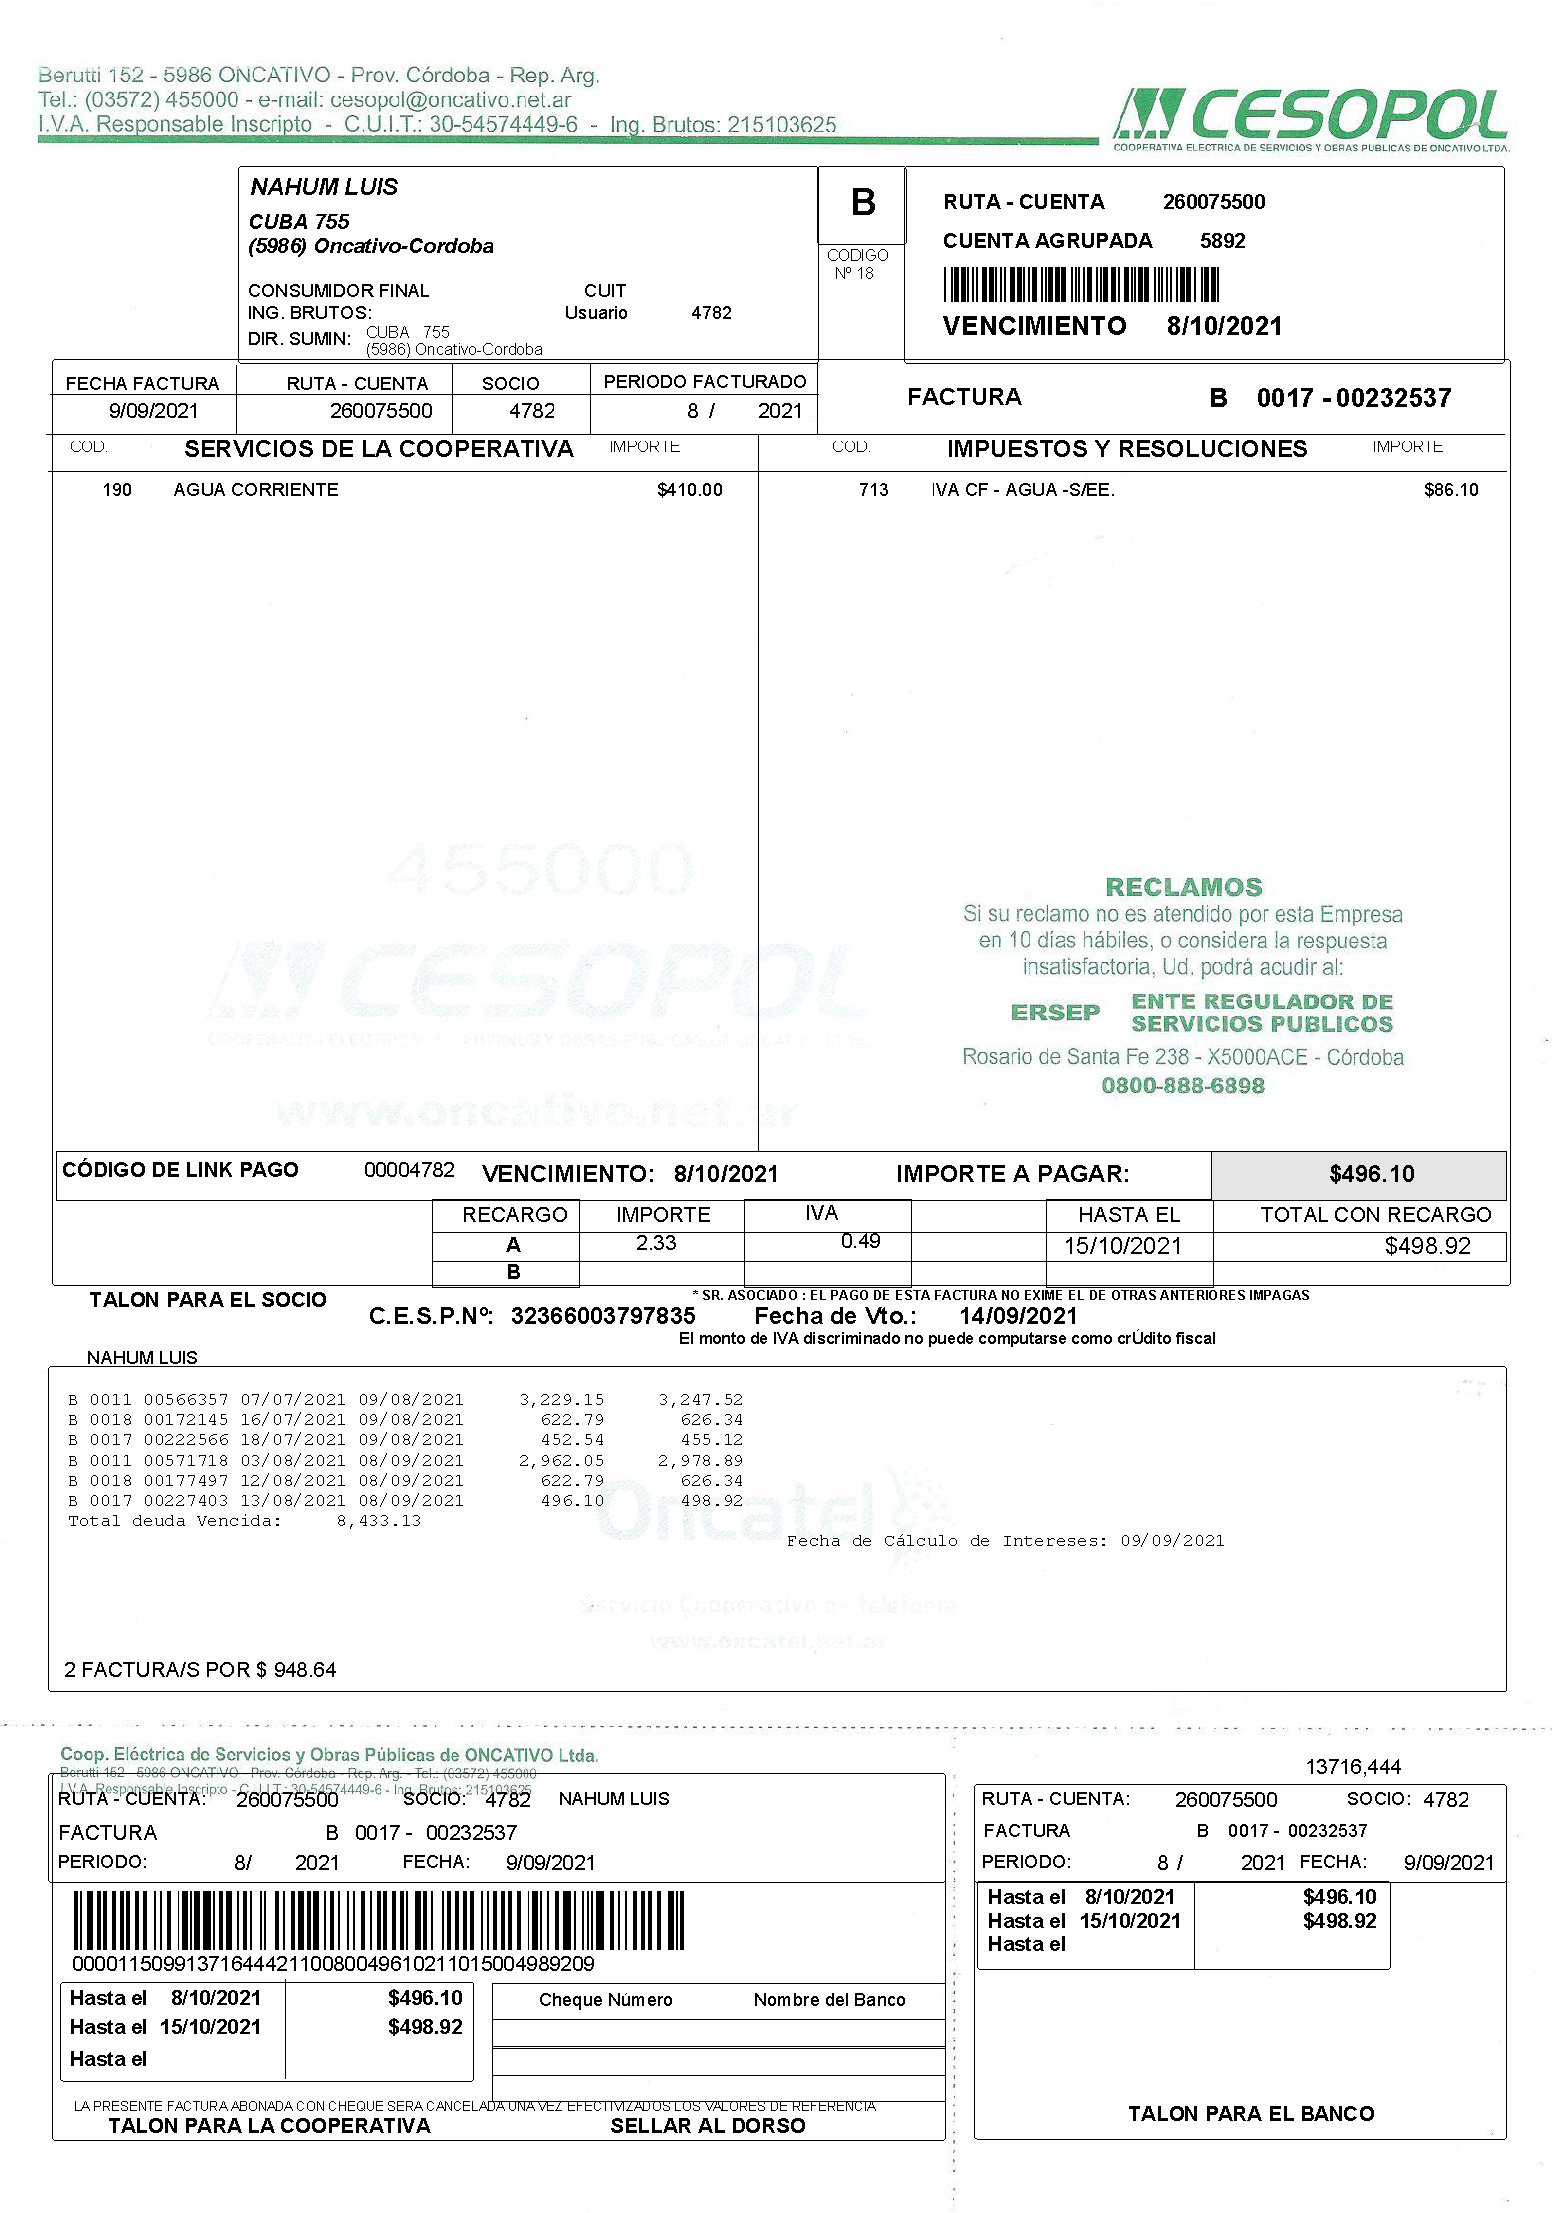 Berutti 152 - 5986 ONCATIVO - Prov. Córdoba - Rep. Arg.
Tel.: (03572) 455000 - e-mail: cesopol@oncativo.net.ar
I.V.A. Responsable Inscripto - C.U.I.T.: 30-54574449-6 - Ing. Brutos: 215103625
CESOPOL
COOPERATIVA ELECTRICA DE SERVICIOS Y OBRAS PUBLICAS DE ONCATIVO LTDA.
NAHUM LUIS
CUBA 755
(5986) Oncativo-Cordoba
CONSUMIDOR FINAL CUIT
ING. BRUTOS: Usuario 4782
DIR. SUMIN: CUBA 755
(5986) Oncativo-Cordoba
B
CODIGO
Nº 18
RUTA - CUENTA 260075500
CUENTA AGRUPADA 5892
VENCIMIENTO 8/10/2021
FECHA FACTURA RUTA - CUENTA SOCIO PERIODO FACTURADO
9/09/2021 260075500 4782 8 / 2021
FACTURA B 0017 - 00232537
COD. SERVICIOS DE LA COOPERATIVA IMPORTE COD. IMPUESTOS Y RESOLUCIONES IMPORTE
190 AGUA CORRIENTE $410.00 713 IVA CF - AGUA -S/EE. $86.10
455000
CESOPOL
COOPERATIVA ELECTRICA DE SERVICIOS Y OBRAS PUBLICAS DE ONCATIVO LTDA.
www.oncativo.net.ar
RECLAMOS
Si su reclamo no es atendido por esta Empresa
en 10 días hábiles, o considera la respuesta
insatisfactoria, Ud. podrá acudir al:
ERSEP ENTE REGULADOR DE
SERVICIOS PUBLICOS
Rosario de Santa Fe 238 - X5000ACE - Córdoba
0800-888-6898
CÓDIGO DE LINK PAGO 00004782 VENCIMIENTO: 8/10/2021 IMPORTE A PAGAR: $496.10
RECARGO IMPORTE IVA HASTA EL TOTAL CON RECARGO
A 2.33 0.49 15/10/2021 $498.92
B
TALON PARA EL SOCIO
* SR. ASOCIADO : EL PAGO DE ESTA FACTURA NO EXIME EL DE OTRAS ANTERIORES IMPAGAS
C.E.S.P.Nº: 32366003797835 Fecha de Vto.: 14/09/2021
El monto de IVA discriminado no puede computarse como crÚdito fiscal
NAHUM LUIS
B 0011 00566357 07/07/2021 09/08/2021 3,229.15 3,247.52
B 0018 00172145 16/07/2021 09/08/2021 622.79 626.34
B 0017 00222566 18/07/2021 09/08/2021 452.54 455.12
B 0011 00571718 03/08/2021 08/09/2021 2,962.05 2,978.89
B 0018 00177497 12/08/2021 08/09/2021 622.79 626.34
B 0017 00227403 13/08/2021 08/09/2021 496.10 498.92
Total deuda Vencida: 8,433.13
Oncatel
Fecha de Cálculo de Intereses: 09/09/2021
Servicio Cooperativo de Telefonía
www.oncatel.net.ar
2 FACTURA/S POR $ 948.64
Coop. Eléctrica de Servicios y Obras Públicas de ONCATIVO Ltda.
Berutti 152 - 5986 ONCATIVO - Prov. Córdoba - Rep. Arg. - Tel.: (03572) 455000
I.V.A. Responsable Inscripto - C.U.I.T.: 30-54574449-6 - Ing. Brutos: 215103625
RUTA - CUENTA: 260075500 SOCIO: 4782 NAHUM LUIS
FACTURA B 0017 - 00232537
PERIODO: 8/ 2021 FECHA: 9/09/2021
0000115099137164442110080049610211015004989209
Hasta el 8/10/2021 $496.10
Hasta el 15/10/2021 $498.92
Hasta el
Cheque Número Nombre del Banco
LA PRESENTE FACTURA ABONADA CON CHEQUE SERA CANCELADA UNA VEZ EFECTIVIZADOS LOS VALORES DE REFERENCIA
TALON PARA LA COOPERATIVA SELLAR AL DORSO
13716,444
RUTA - CUENTA: 260075500 SOCIO: 4782
FACTURA B 0017 - 00232537
PERIODO: 8 / 2021 FECHA: 9/09/2021
Hasta el 8/10/2021 $496.10
Hasta el 15/10/2021 $498.92
Hasta el
TALON PARA EL BANCO